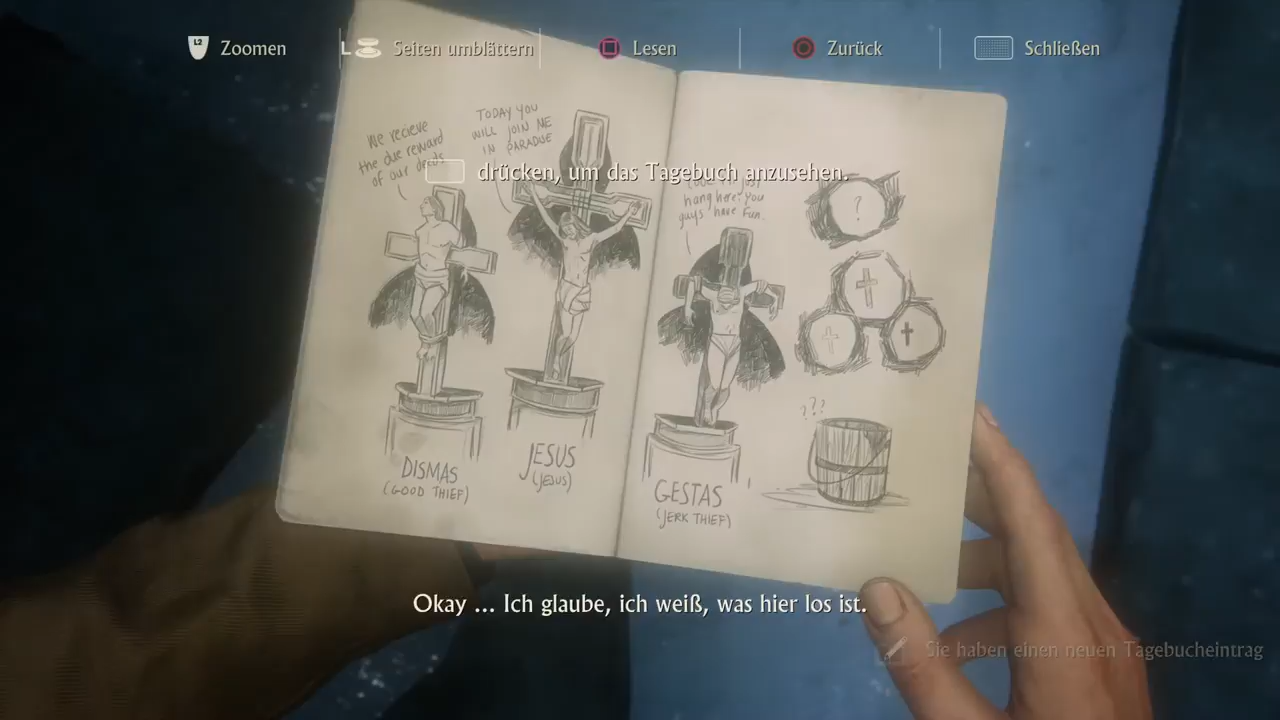 L2 Zoomen
L Seiten umblättern
Lesen
Zurück
Schließen
We recieve
the due reward
of our deeds
TODAY YOU
WILL JOIN ME
IN PARADISE
drücken, um das Tagebuch anzusehen.
just
hang here. You
guys have fun.
?
???
DISMAS
(GOOD THIEF)
JESUS
(JESUS)
GESTAS
(JERK THIEF)
Okay ... Ich glaube, ich weiß, was hier los ist.
Sie haben einen neuen Tagebucheintrag